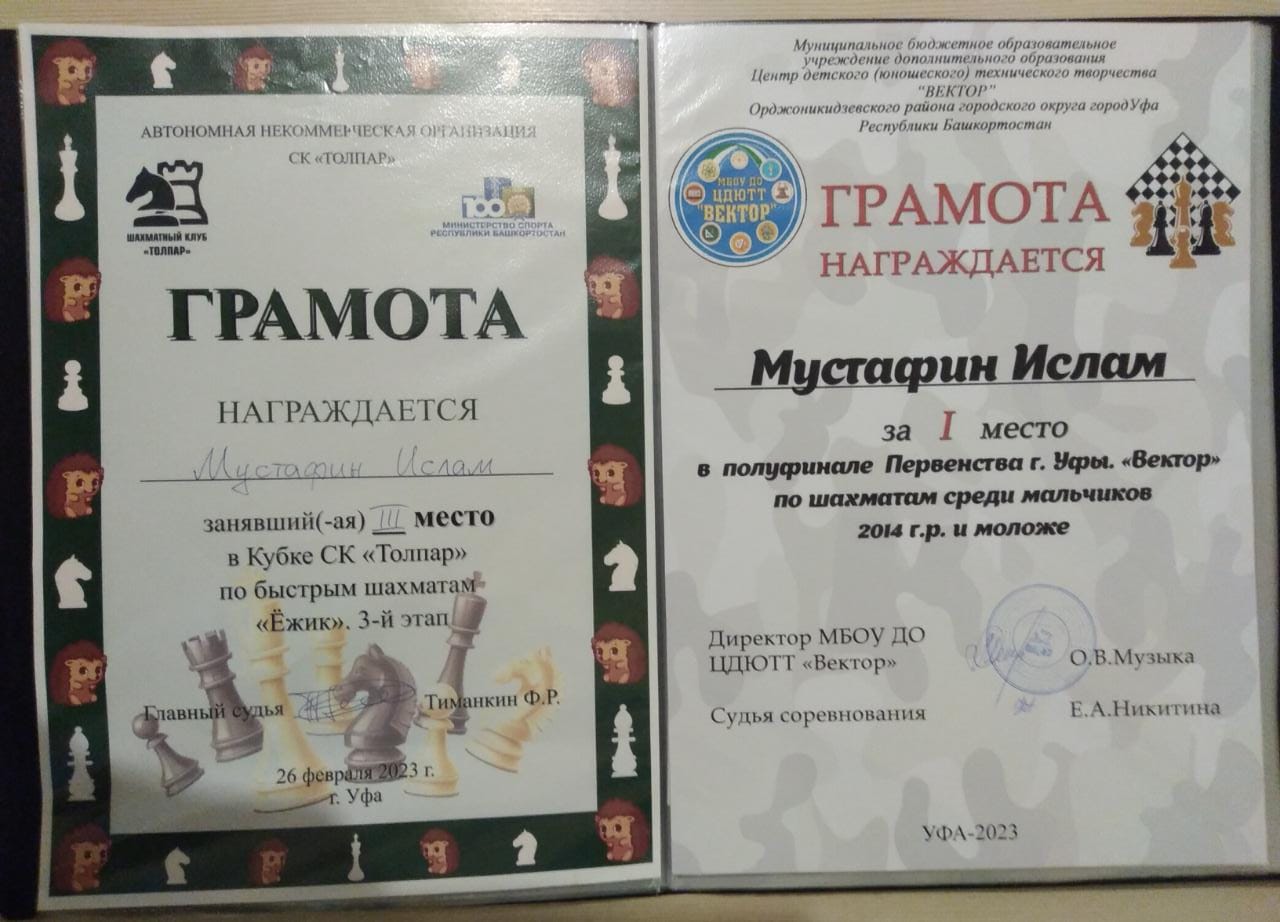 АВТОНОМНАЯ НЕКОММЕРЧЕСКАЯ ОРГАНИЗАЦИЯ
СК «ТОЛПАР»
ШАХМАТНЫЙ КЛУБ
«ТОЛПАР»
100
МИНИСТЕРСТВО СПОРТА
РЕСПУБЛИКИ БАШКОРТОСТАН
ГРАМОТА
НАГРАЖДАЕТСЯ
Мустафин Ислам
занявший(-ая) III место
в Кубке СК «Толпар»
по быстрым шахматам
«Ёжик». 3-й этап
Главный судья Тиманкин Ф.Р.
26 февраля 2023 г.
г. Уфа
Муниципальное бюджетное образовательное
учреждение дополнительного образования
Центр детского (юношеского) технического творчества
“ВЕКТОР”
Орджоникидзевского района городского округа городУфа
Республики Башкортостан
МБОУ ДО
ЦДЮТТ
"ВЕКТОР"
ГРАМОТА
НАГРАЖДАЕТСЯ
Мустафин Ислам
за I место
в полуфинале Первенства г. Уфы. «Вектор»
по шахматам среди мальчиков
2014 г.р. и моложе
Директор МБОУ ДО
ЦДЮТТ «Вектор» О.В.Музыка
Судья соревнования Е.А.Никитина
УФА-2023